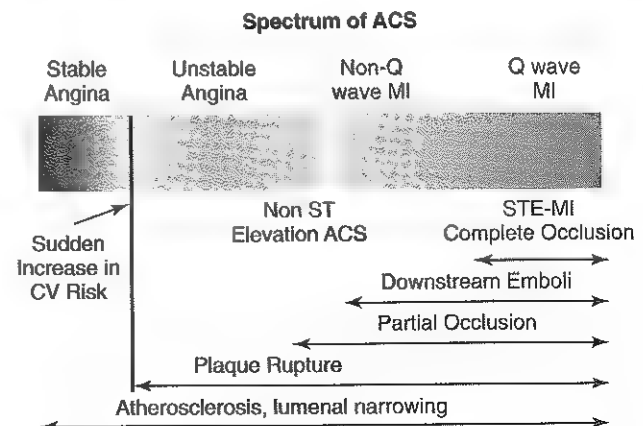 Spectrum of ACS
Stable Angina
Unstable Angina
Non-Q wave MI
Q wave MI
Sudden Increase in CV Risk
Non ST Elevation ACS
STE-MI Complete Occlusion
Downstream Emboli
Partial Occlusion
Plaque Rupture
Atherosclerosis, lumenal narrowing